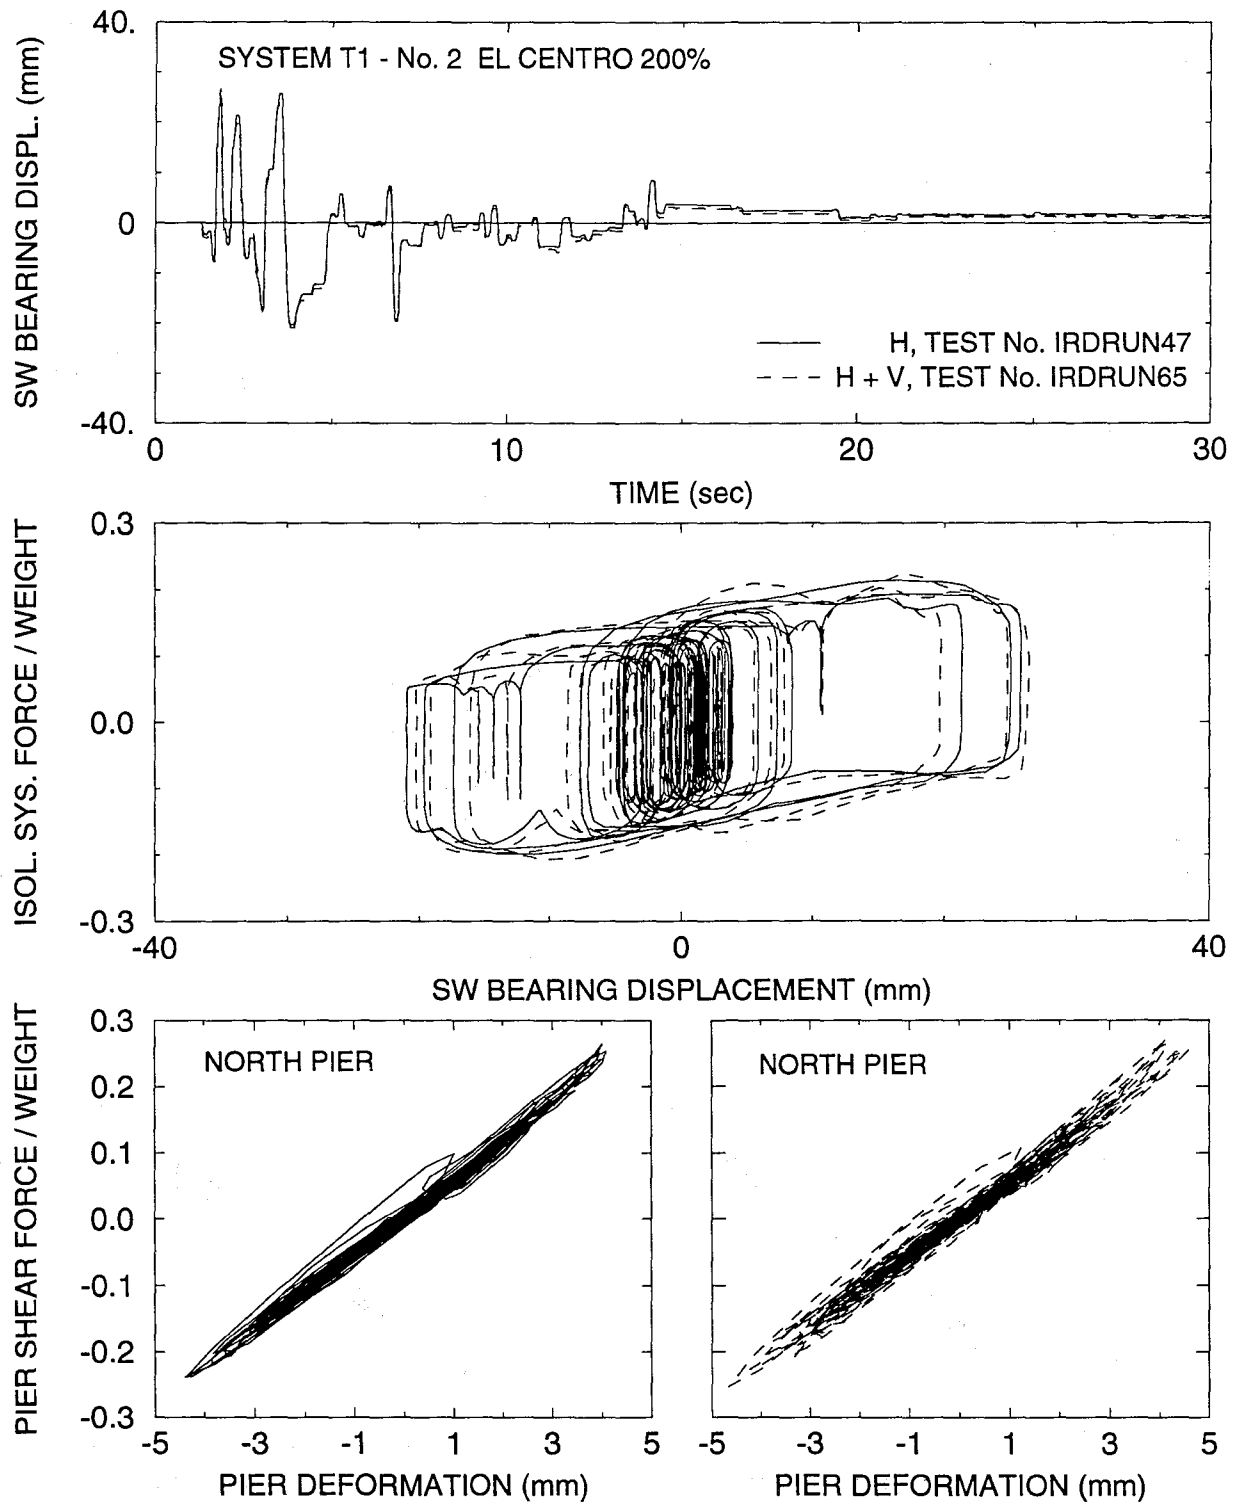 SW BEARING DISPL. (mm)
40.
0
-40.
SYSTEM T1 - No. 2 EL CENTRO 200%
H, TEST No. IRDRUN47
H + V, TEST No. IRDRUN65
0 10 20 30
TIME (sec)
ISOL. SYS. FORCE / WEIGHT
0.3
0.0
-0.3
-40 0 40
SW BEARING DISPLACEMENT (mm)
PIER SHEAR FORCE / WEIGHT
0.3
0.2
0.1
0.0
-0.1
-0.2
-0.3
NORTH PIER
-5 -3 -1 1 3 5
PIER DEFORMATION (mm)
NORTH PIER
-5 -3 -1 1 3 5
PIER DEFORMATION (mm)